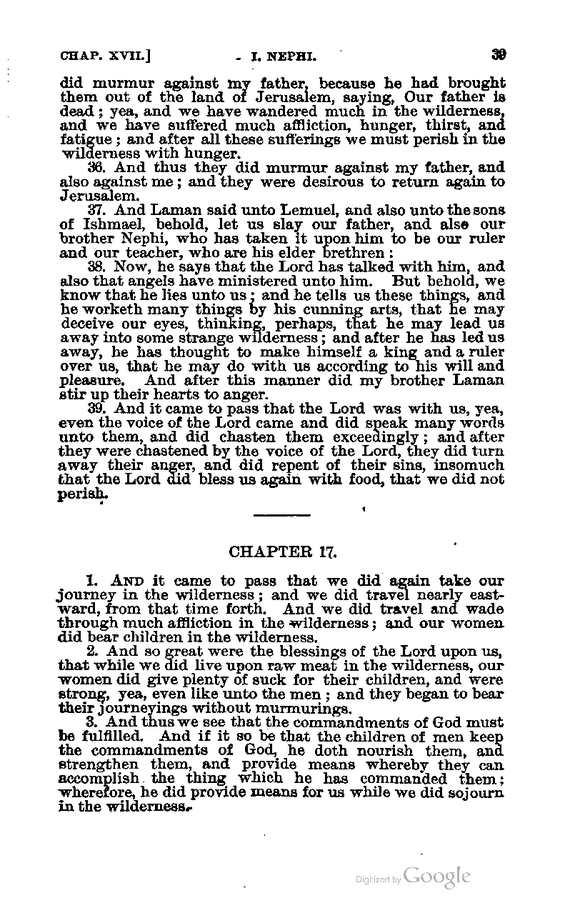 CHAP. XVII.] - I. NEPHI. 39
did murmur against my father, because he had brought
them out of the land of Jerusalem, saying, Our father is
dead; yea, and we have wandered much in the wilderness,
and we have suffered much affliction, hunger, thirst, and
fatigue; and after all these sufferings we must perish in the
wilderness with hunger.
36. And thus they did murmur against my father, and
also against me; and they were desirous to return again to
Jerusalem.
37. And Laman said unto Lemuel, and also unto the sons
of Ishmael, behold, let us slay our father, and also our
brother Nephi, who has taken it upon him to be our ruler
and our teacher, who are his elder brethren:
38. Now, he says that the Lord has talked with him, and
also that angels have ministered unto him. But behold, we
know that he lies unto us; and he tells us these things, and
he worketh many things by his cunning arts, that he may
deceive our eyes, thinking, perhaps, that he may lead us
away into some strange wilderness; and after he has led us
away, he has thought to make himself a king and a ruler
over us, that he may do with us according to his will and
pleasure. And after this manner did my brother Laman
stir up their hearts to anger.
39. And it came to pass that the Lord was with us, yea,
even the voice of the Lord came and did speak many words
unto them, and did chasten them exceedingly; and after
they were chastened by the voice of the Lord, they did turn
away their anger, and did repent of their sins, insomuch
that the Lord did bless us again with food, that we did not
perish.
CHAPTER 17.
1. AND it came to pass that we did again take our
journey in the wilderness; and we did travel nearly east-
ward, from that time forth. And we did travel and wade
through much affliction in the wilderness; and our women
did bear children in the wilderness.
2. And so great were the blessings of the Lord upon us,
that while we did live upon raw meat in the wilderness, our
women did give plenty of suck for their children, and were
strong, yea, even like unto the men; and they began to bear
their journeyings without murmurings.
3. And thus we see that the commandments of God must
be fulfilled. And if it so be that the children of men keep
the commandments of God, he doth nourish them, and
strengthen them, and provide means whereby they can
accomplish the thing which he has commanded them;
wherefore, he did provide means for us while we did sojourn
in the wilderness.
Digitized by Google